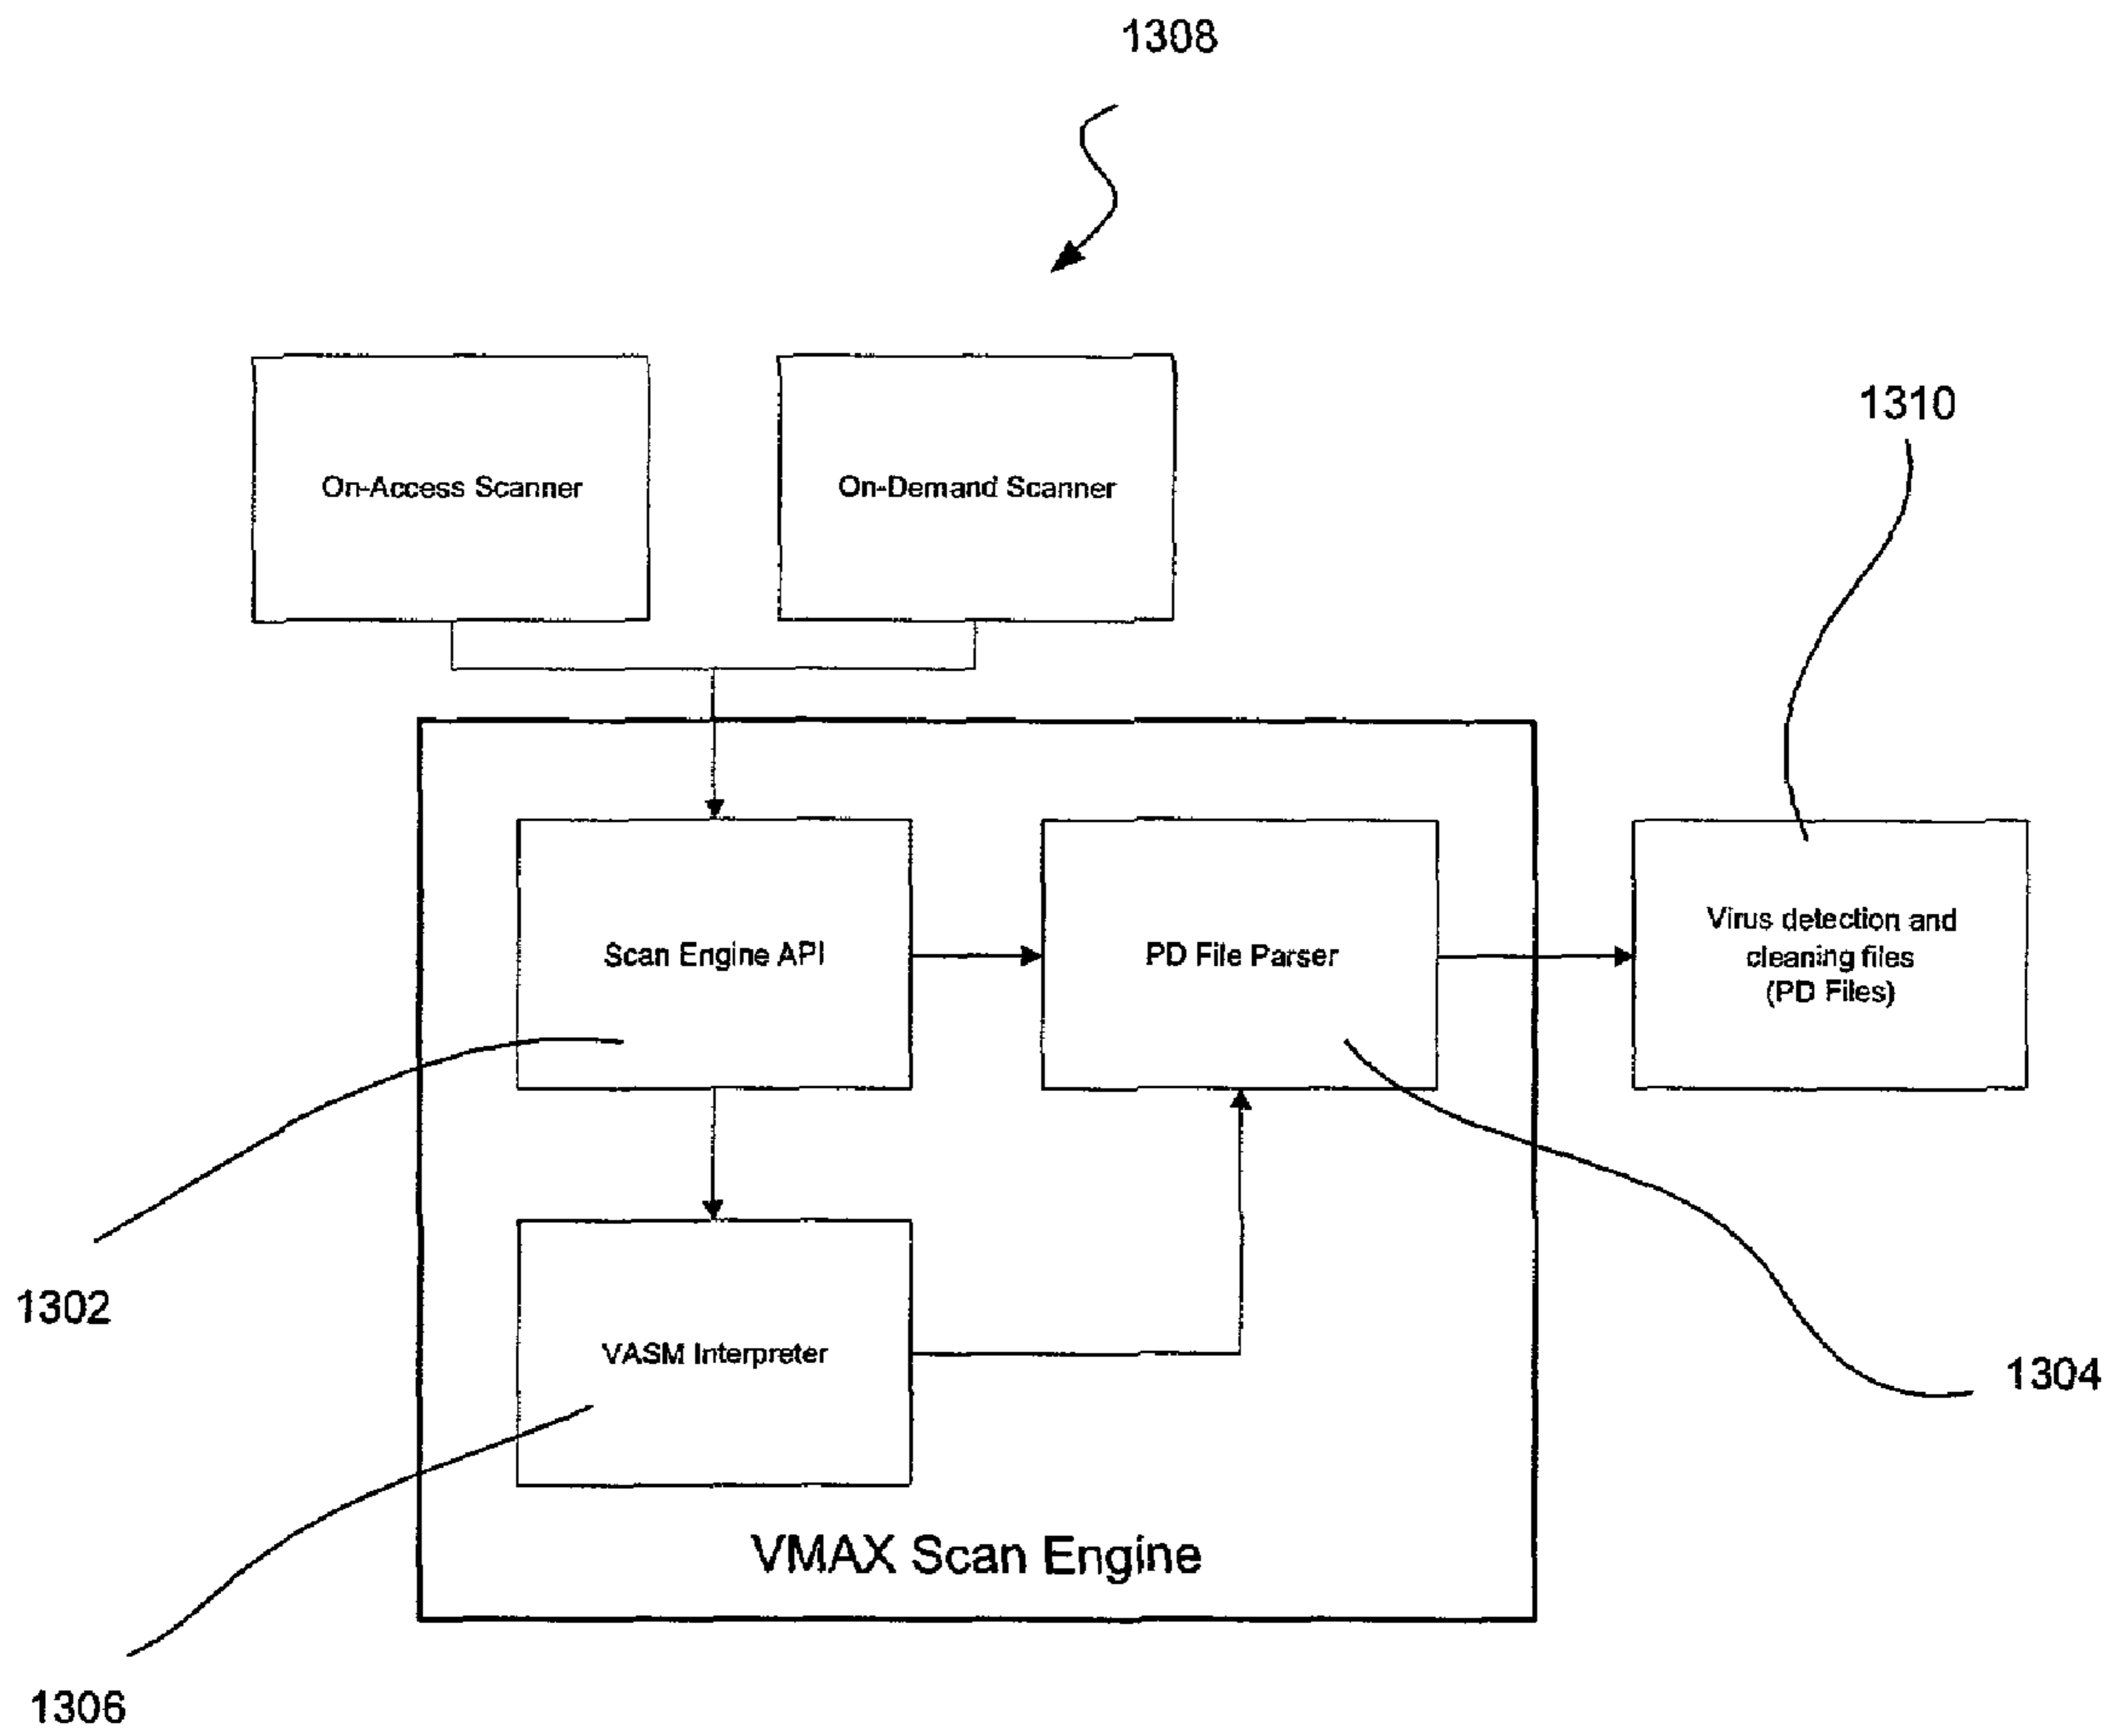 1308
1310
On-Access Scanner
On-Demand Scanner
Scan Engine API
PD File Parser
Virus detection and
cleaning files
(PD Files)
1302
VASM Interpreter
1304
VMAX Scan Engine
1306